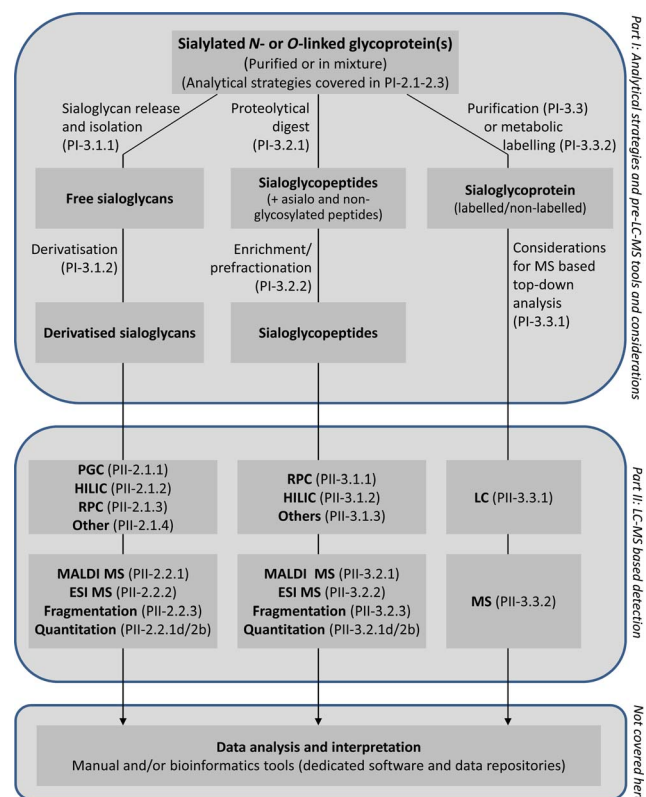 Sialylated N- or O-linked glycoprotein(s)
(Purified or in mixture)
(Analytical strategies covered in PI-2.1-2.3)
Sialoglycan release
and isolation
(PI-3.1.1)
Proteolytical
digest
(PI-3.2.1)
Purification (PI-3.3)
or metabolic
labelling (PI-3.3.2)
Free sialoglycans
Sialoglycopeptides
(+ asialo and non-
glycosylated peptides)
Sialoglycoprotein
(labelled/non-labelled)
Derivatisation
(PI-3.1.2)
Enrichment/
prefractionation
(PI-3.2.2)
Considerations
for MS based
top-down
analysis
(PI-3.3.1)
Derivatised sialoglycans
Sialoglycopeptides
Part I: Analytical strategies and pre-LC-MS tools and considerations
PGC (PII-2.1.1)
HILIC (PII-2.1.2)
RPC (PII-2.1.3)
Other (PII-2.1.4)
RPC (PII-3.1.1)
HILIC (PII-3.1.2)
Others (PII-3.1.3)
LC (PII-3.3.1)
MALDI MS (PII-2.2.1)
ESI MS (PII-2.2.2)
Fragmentation (PII-2.2.3)
Quantitation (PII-2.2.1d/2b)
MALDI MS (PII-3.2.1)
ESI MS (PII-3.2.2)
Fragmentation (PII-3.2.3)
Quantitation (PII-3.2.1d/2b)
MS (PII-3.3.2)
Part II: LC-MS based detection
Data analysis and interpretation
Manual and/or bioinformatics tools (dedicated software and data repositories)
Not covered her